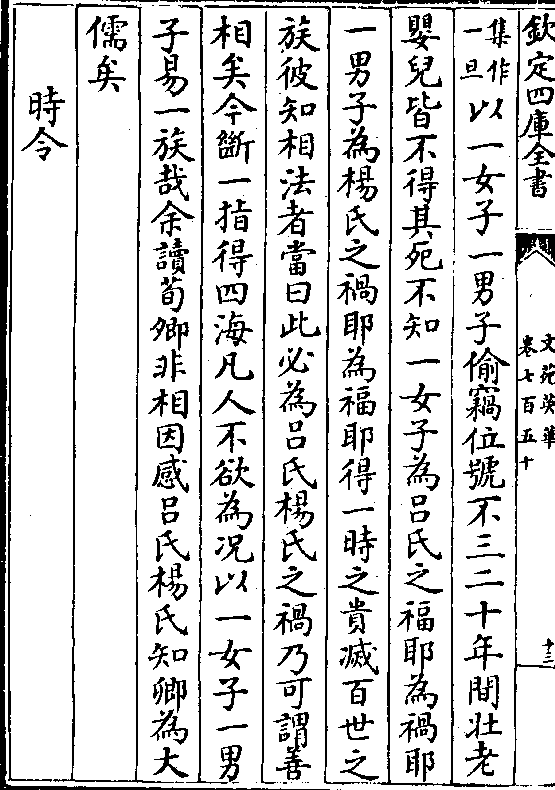 欽定四庫全書
文苑英華
卷七百五十
十三
集作一旦以一女子一男子偷竊位號不三二十年間壯老
嬰兒皆不得其死不知一女子為吕氏之福耶為禍耶
一男子為楊氏之禍耶為福耶得一時之貴滅百世之
族彼知相法者當曰此必為吕氏楊氏之禍乃可謂善
相矣今斷一指得四海凡人不欲為况以一女子一男
子易一族哉余讀荀卿非相因感吕氏楊氏知卿為大
儒矣
時令